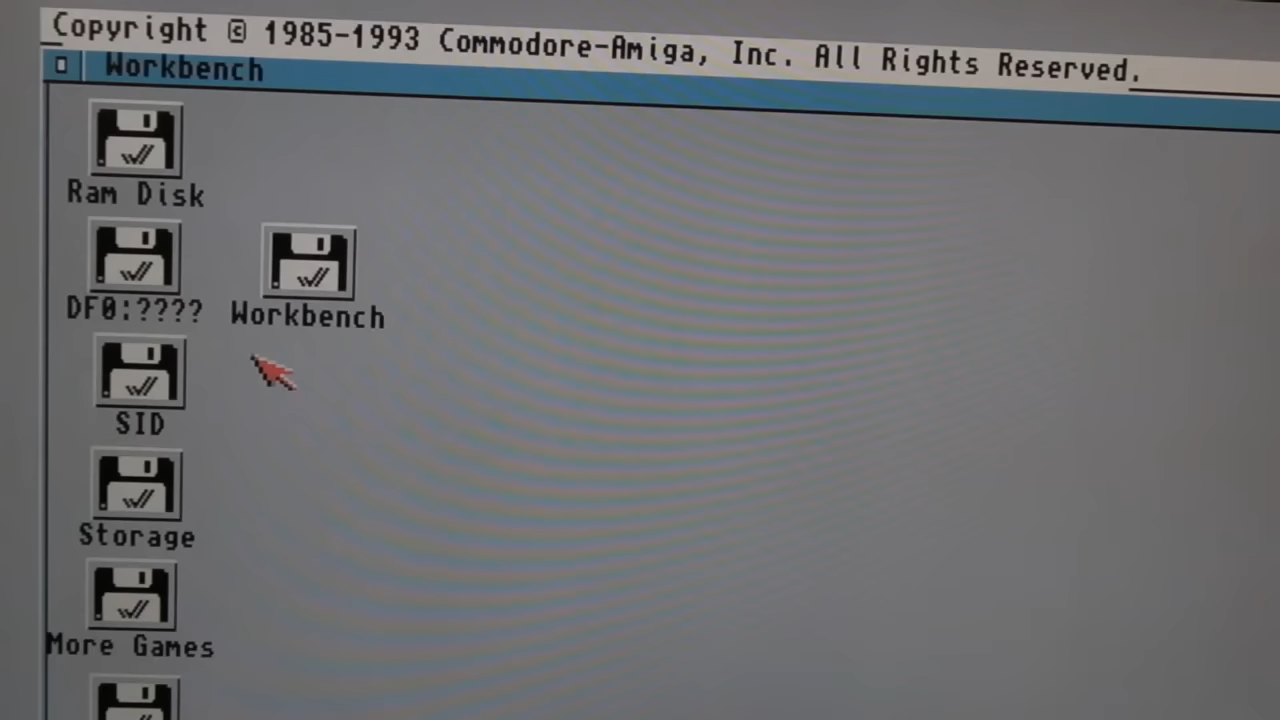 Copyright © 1985-1993 Commodore-Amiga, Inc. All Rights Reserved.
Workbench
Ram Disk
DF0:????
Workbench
SID
Storage
More Games